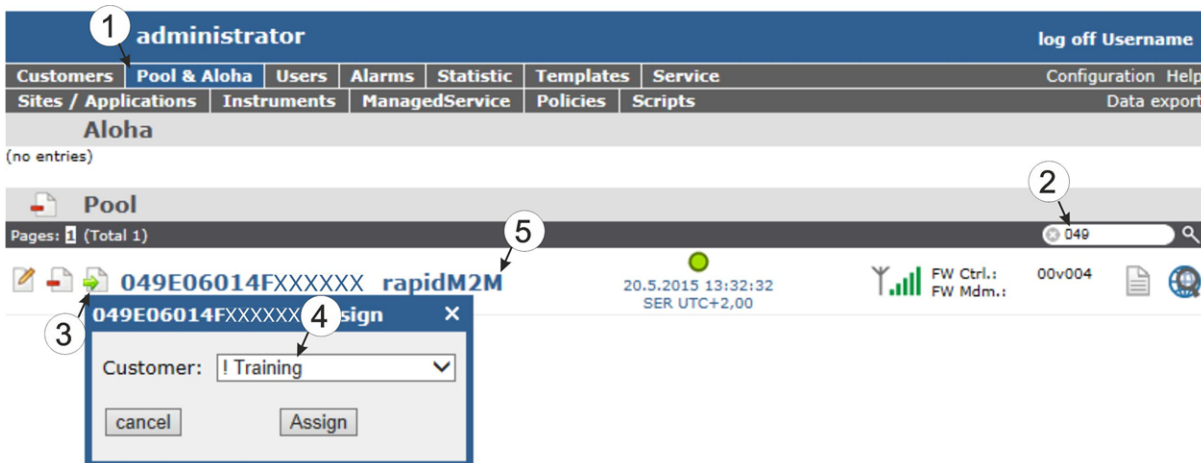 1 administrator log off Username
Customers Pool & Aloha Users Alarms Statistic Templates Service Configuration Help
Sites / Applications Instruments ManagedService Policies Scripts Data export
Aloha
(no entries)
2
Pool
Pages: 1 (Total 1) 5 049
049E06014FXXXXXX rapidM2M 20.5.2015 13:32:32 FW Ctrl.: 00v004
SER UTC+2,00 FW Mdm.:
3 049E06014FXXXXXX 4 sign ×
Customer: ! Training
cancel Assign